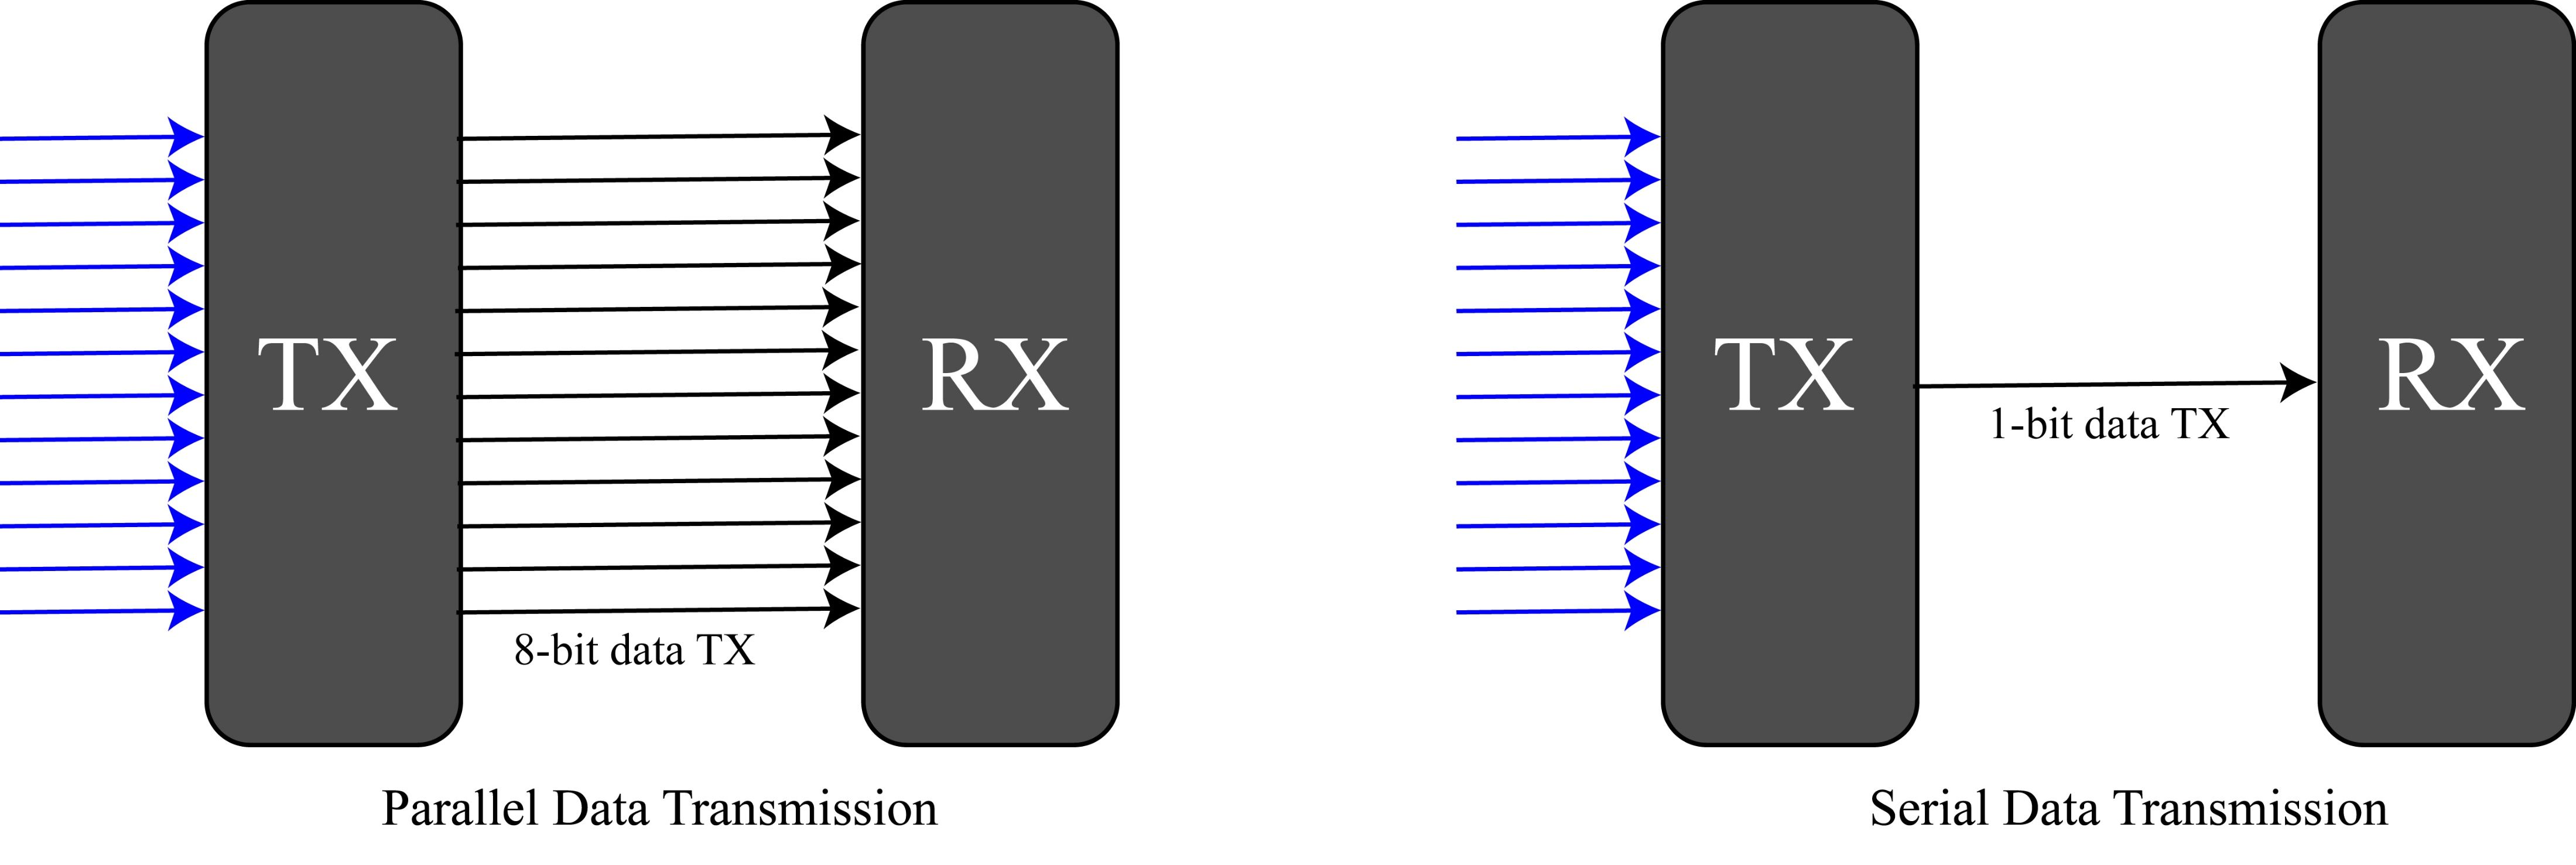 TX
RX
8-bit data TX
Parallel Data Transmission
TX
RX
1-bit data TX
Serial Data Transmission